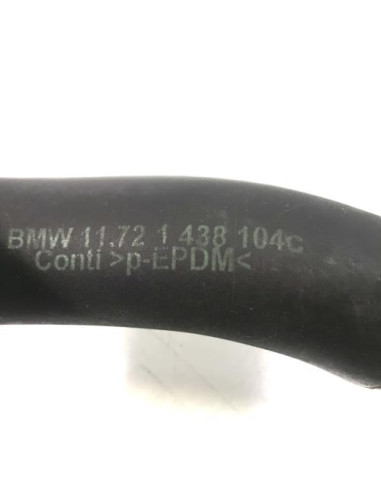 BMW 11.72 1 438 104C
Conti >p-EPDM<